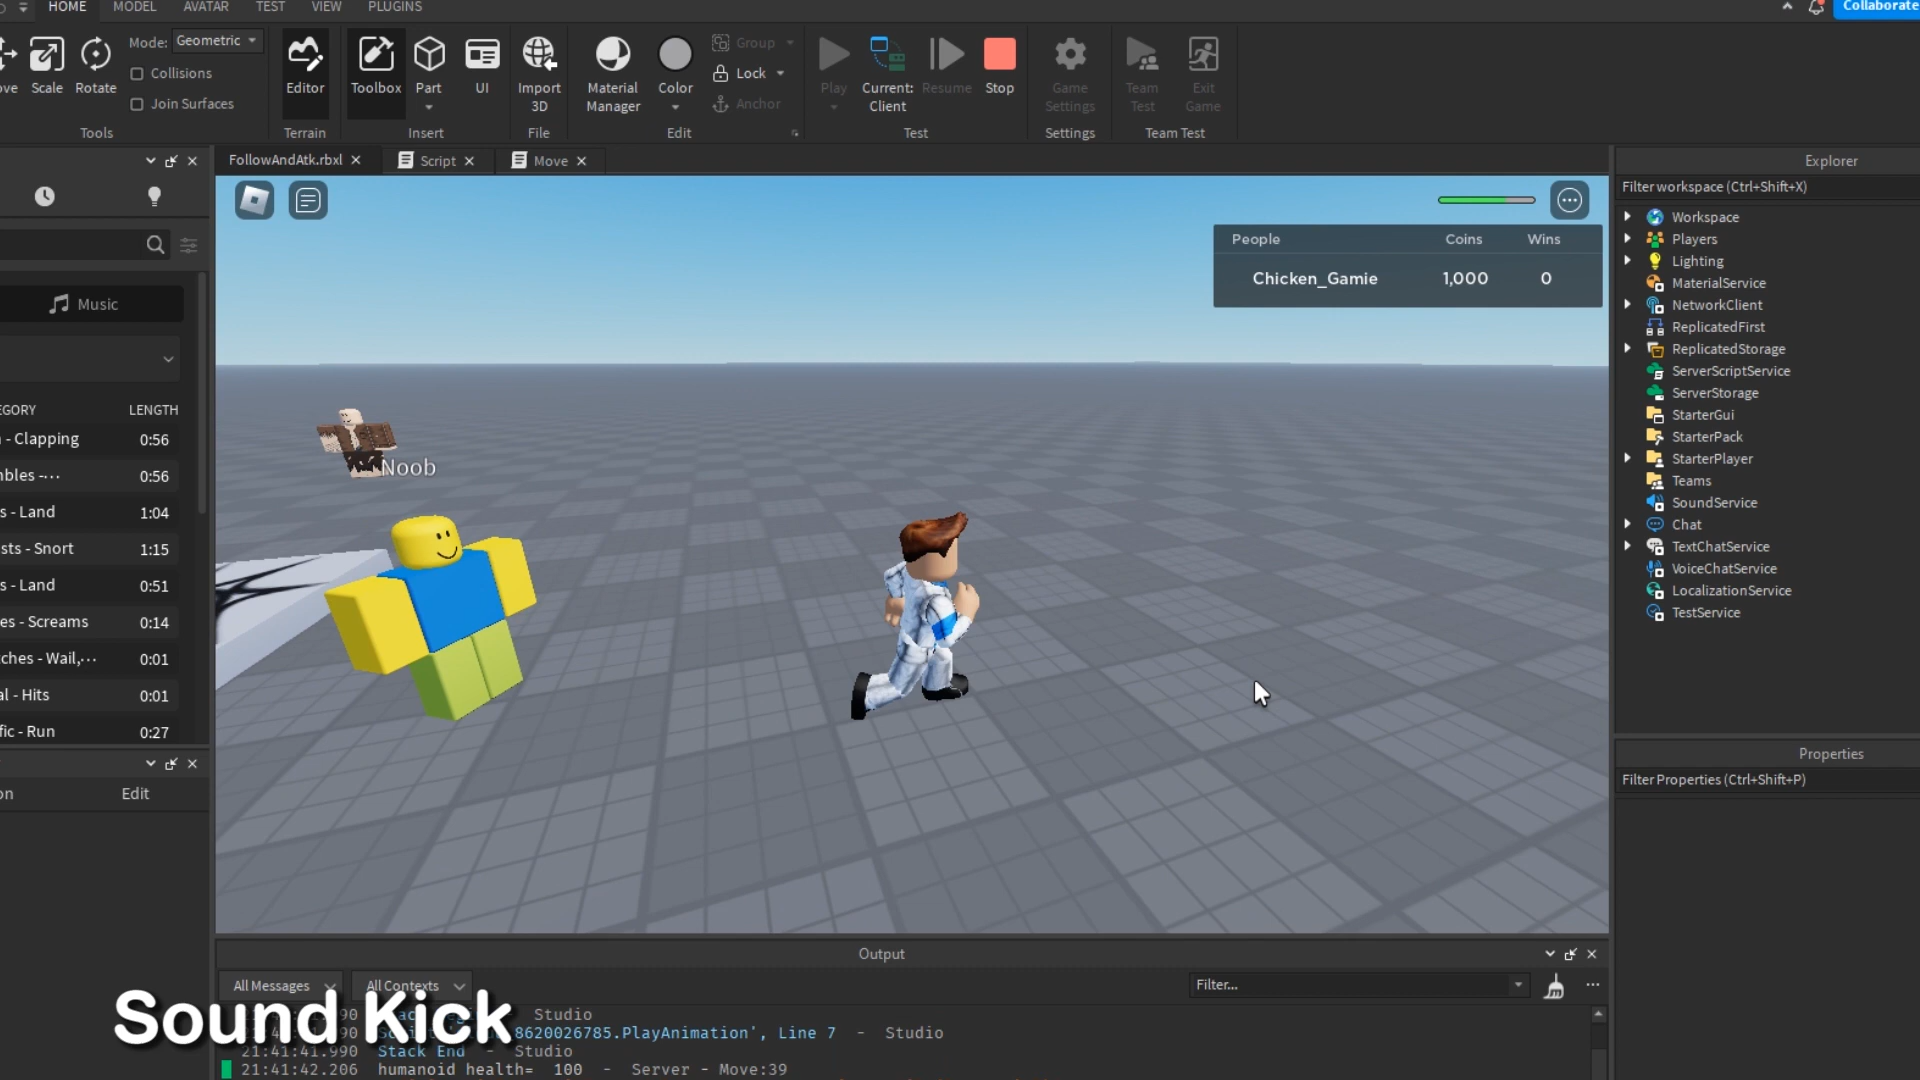 HOME MODEL AVATAR TEST VIEW PLUGINS
Collaborate
Mode: Geometric
Collisions
Join Surfaces
Scale Rotate
Tools
Editor
Terrain
Toolbox Part UI
Insert
Import 3D
File
Material Manager Color
Group
Lock
Anchor
Edit
Play Current: Client Resume Stop
Test
Game Settings
Settings
Team Test Exit Game
Team Test
FollowAndAtk.rbxl Script Move
Music
LENGTH
- Clapping 0:56
0:56
- Land 1:04
- Snort 1:15
- Land 0:51
- Screams 0:14
- Wail,... 0:01
- Hits 0:01
- Run 0:27
Edit
People Coins Wins
Chicken_Gamie 1,000 0
Noob
Explorer
Filter workspace (Ctrl+Shift+X)
Workspace
Players
Lighting
MaterialService
NetworkClient
ReplicatedFirst
ReplicatedStorage
ServerScriptService
ServerStorage
StarterGui
StarterPack
StarterPlayer
Teams
SoundService
Chat
TextChatService
VoiceChatService
LocalizationService
TestService
Properties
Filter Properties (Ctrl+Shift+P)
Output
All Messages All Contexts Filter...
Studio
8620026785.PlayAnimation', Line 7 - Studio
21:41:41.990 Stack End - Studio
21:41:42.206 humanoid health= 100 - Server - Move:39
Sound Kick